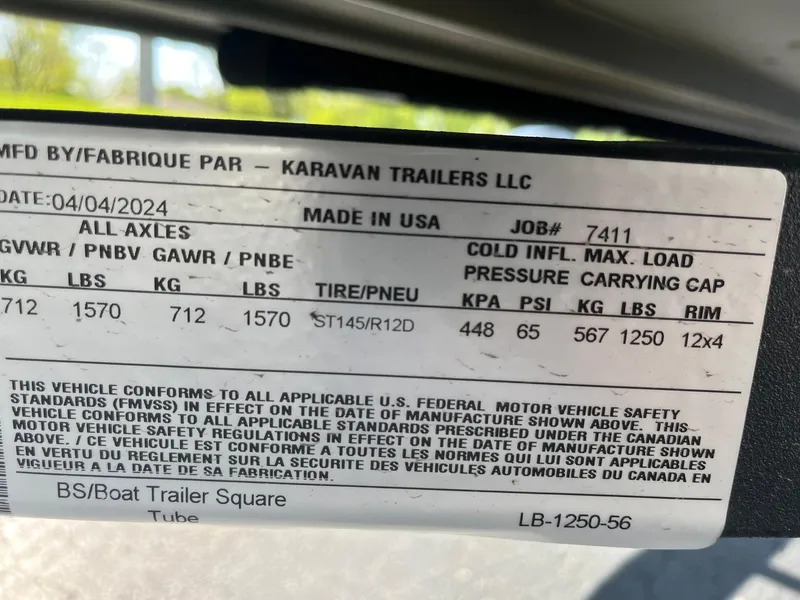 MFD BY/FABRIQUE PAR – KARAVAN TRAILERS LLC
DATE:04/04/2024 MADE IN USA JOB# 7411
ALL AXLES COLD INFL. MAX. LOAD
GVWR / PNBV GAWR / PNBE PRESSURE CARRYING CAP
KG LBS KG LBS TIRE/PNEU KPA PSI KG LBS RIM
712 1570 712 1570 ST145/R12D 448 65 567 1250 12x4
THIS VEHICLE CONFORMS TO ALL APPLICABLE U.S. FEDERAL MOTOR VEHICLE SAFETY
STANDARDS (FMVSS) IN EFFECT ON THE DATE OF MANUFACTURE SHOWN ABOVE. THIS
VEHICLE CONFORMS TO ALL APPLICABLE STANDARDS PRESCRIBED UNDER THE CANADIAN
MOTOR VEHICLE SAFETY REGULATIONS IN EFFECT ON THE DATE OF MANUFACTURE SHOWN
ABOVE. / CE VEHICULE EST CONFORME A TOUTES LES NORMES QUI LUI SONT APPLICABLES
EN VERTU DU REGLEMENT SUR LA SECURITE DES VÉHICULES AUTOMOBILES DU CANADA EN
VIGUEUR A LA DATE DE SA FABRICATION.
BS/Boat Trailer Square
Tube LB-1250-56